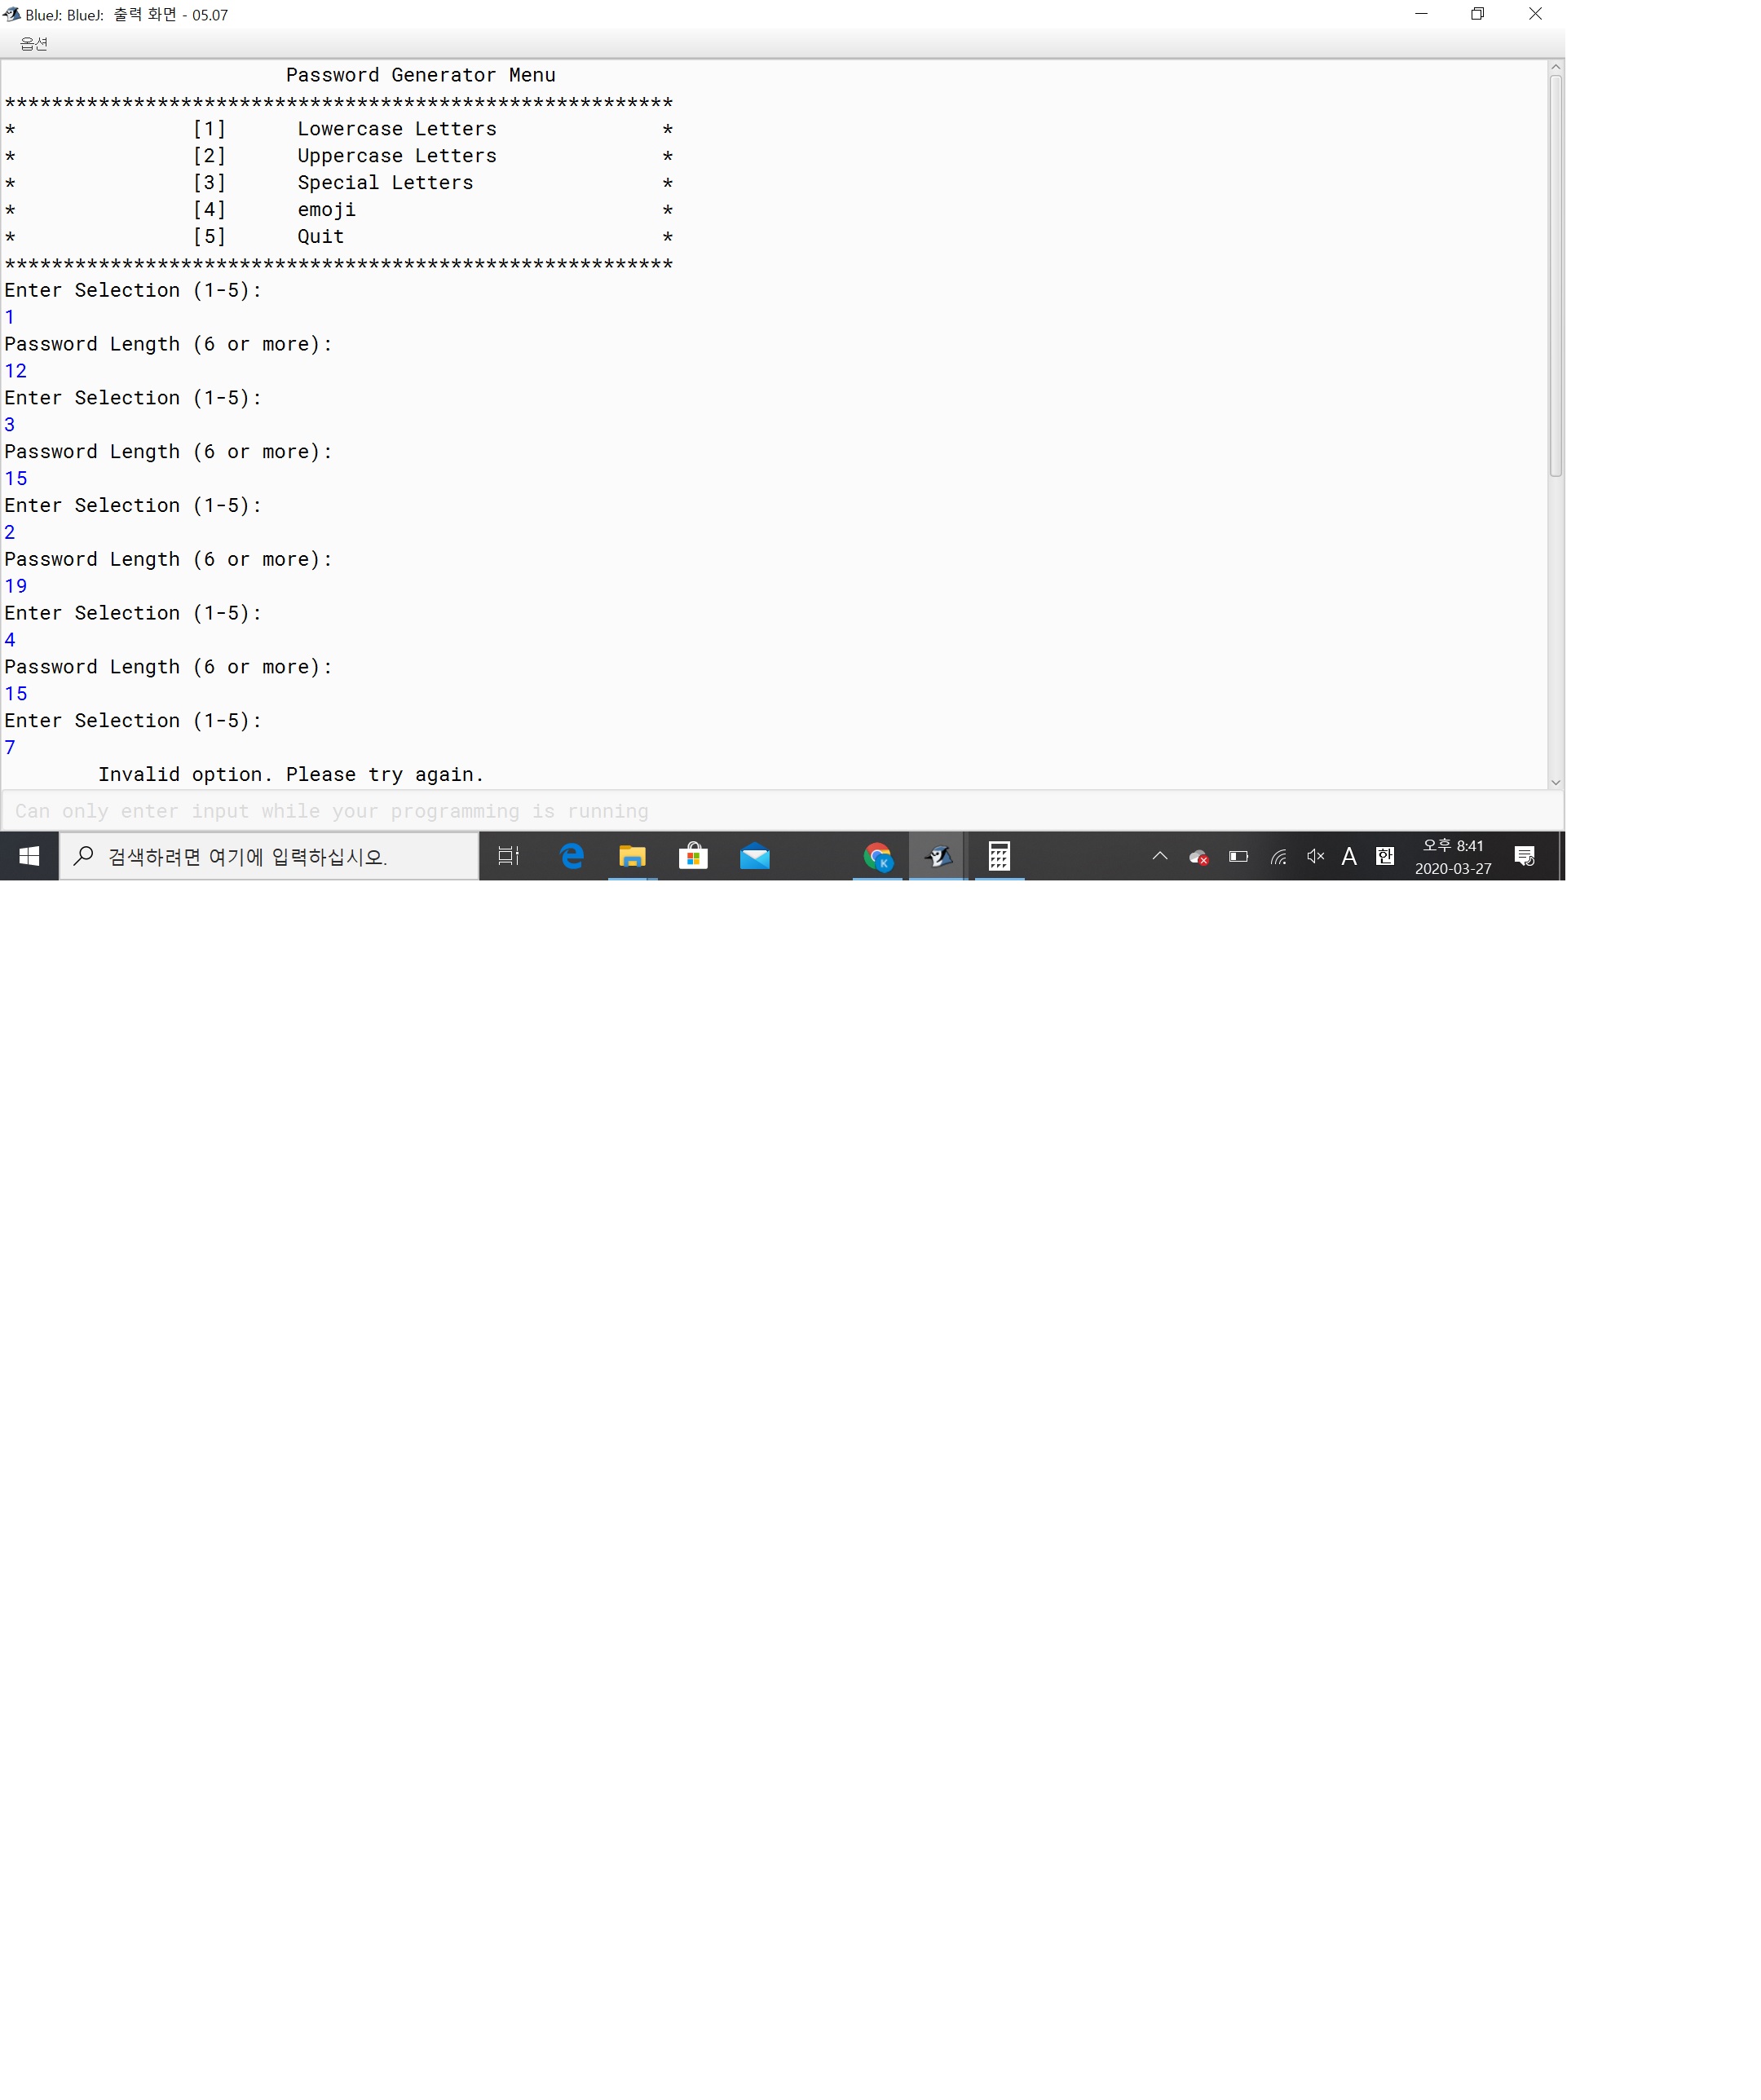 BlueJ: BlueJ: 출력 화면 - 05.07
옵션
Password Generator Menu
*********************************************************
* [1] Lowercase Letters *
* [2] Uppercase Letters *
* [3] Special Letters *
* [4] emoji *
* [5] Quit *
*********************************************************
Enter Selection (1-5):
1
Password Length (6 or more):
12
Enter Selection (1-5):
3
Password Length (6 or more):
15
Enter Selection (1-5):
2
Password Length (6 or more):
19
Enter Selection (1-5):
4
Password Length (6 or more):
15
Enter Selection (1-5):
7
Invalid option. Please try again.
Can only enter input while your programming is running
검색하려면 여기에 입력하십시오.
K
A
한
오후 8:41
2020-03-27